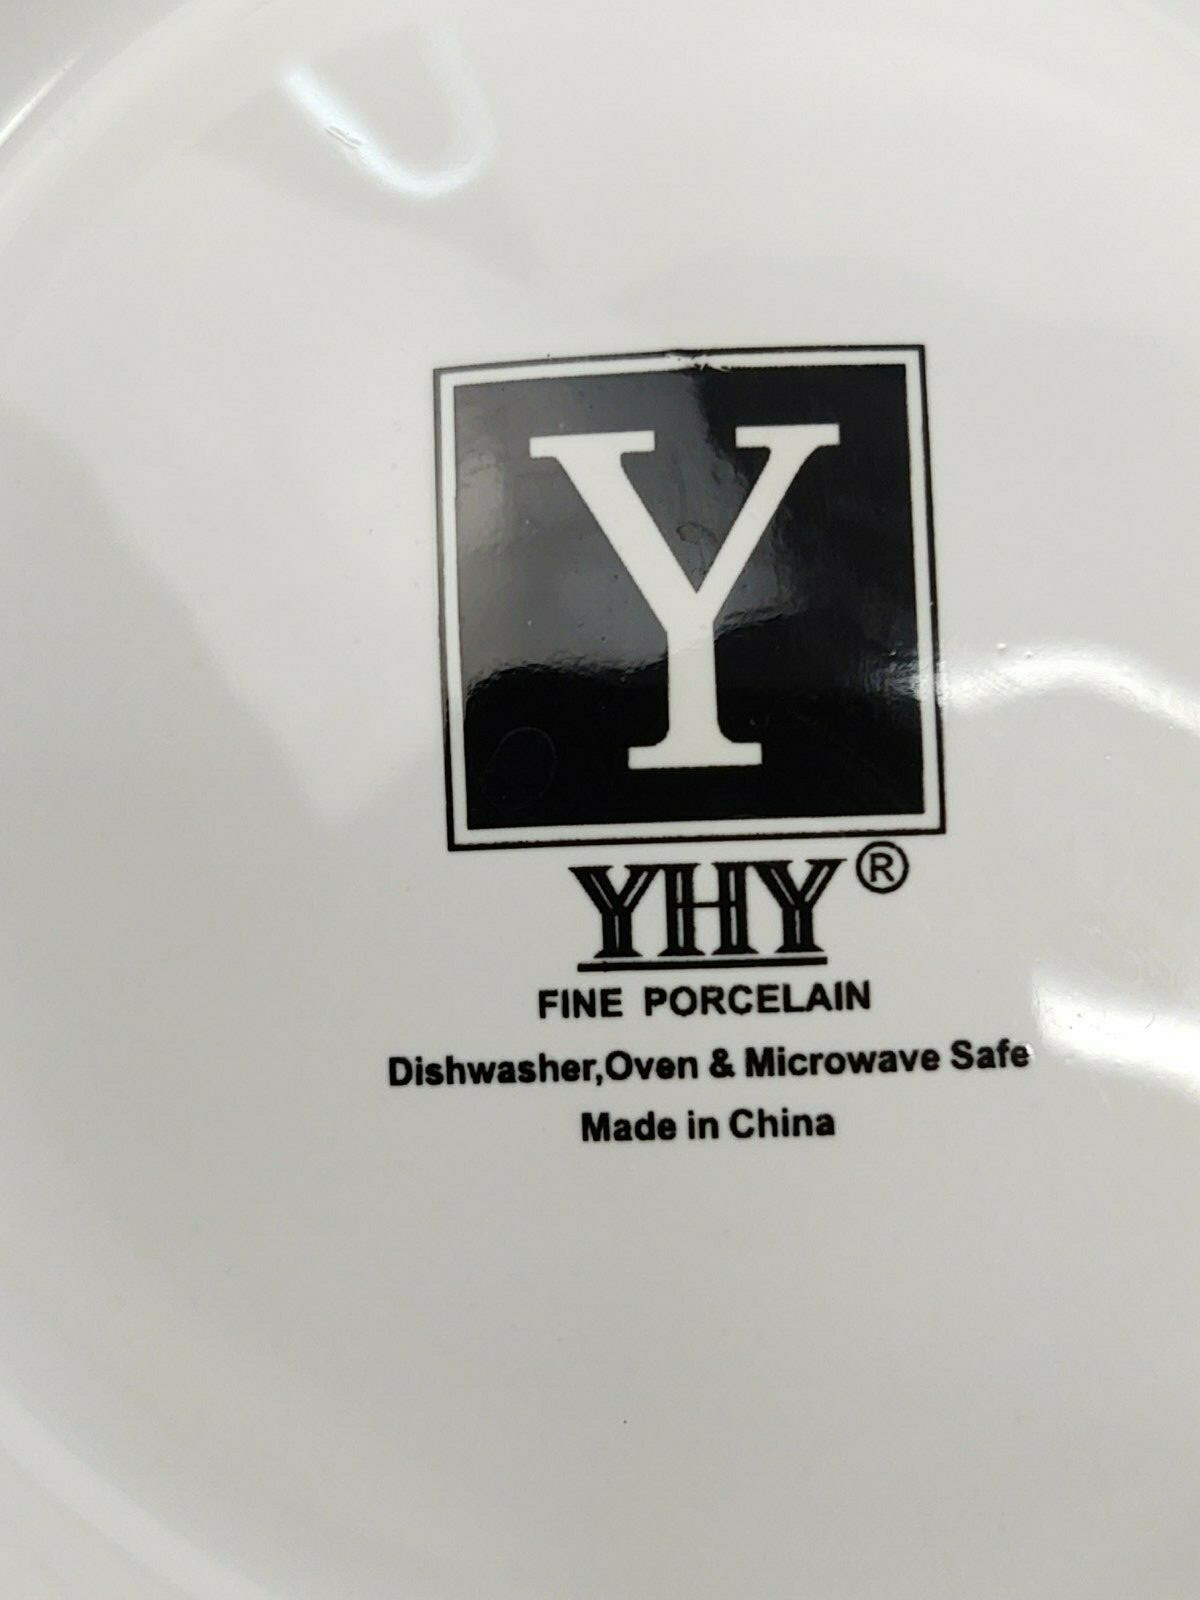 Y
YHY®
FINE PORCELAIN
Dishwasher,Oven & Microwave Safe
Made in China